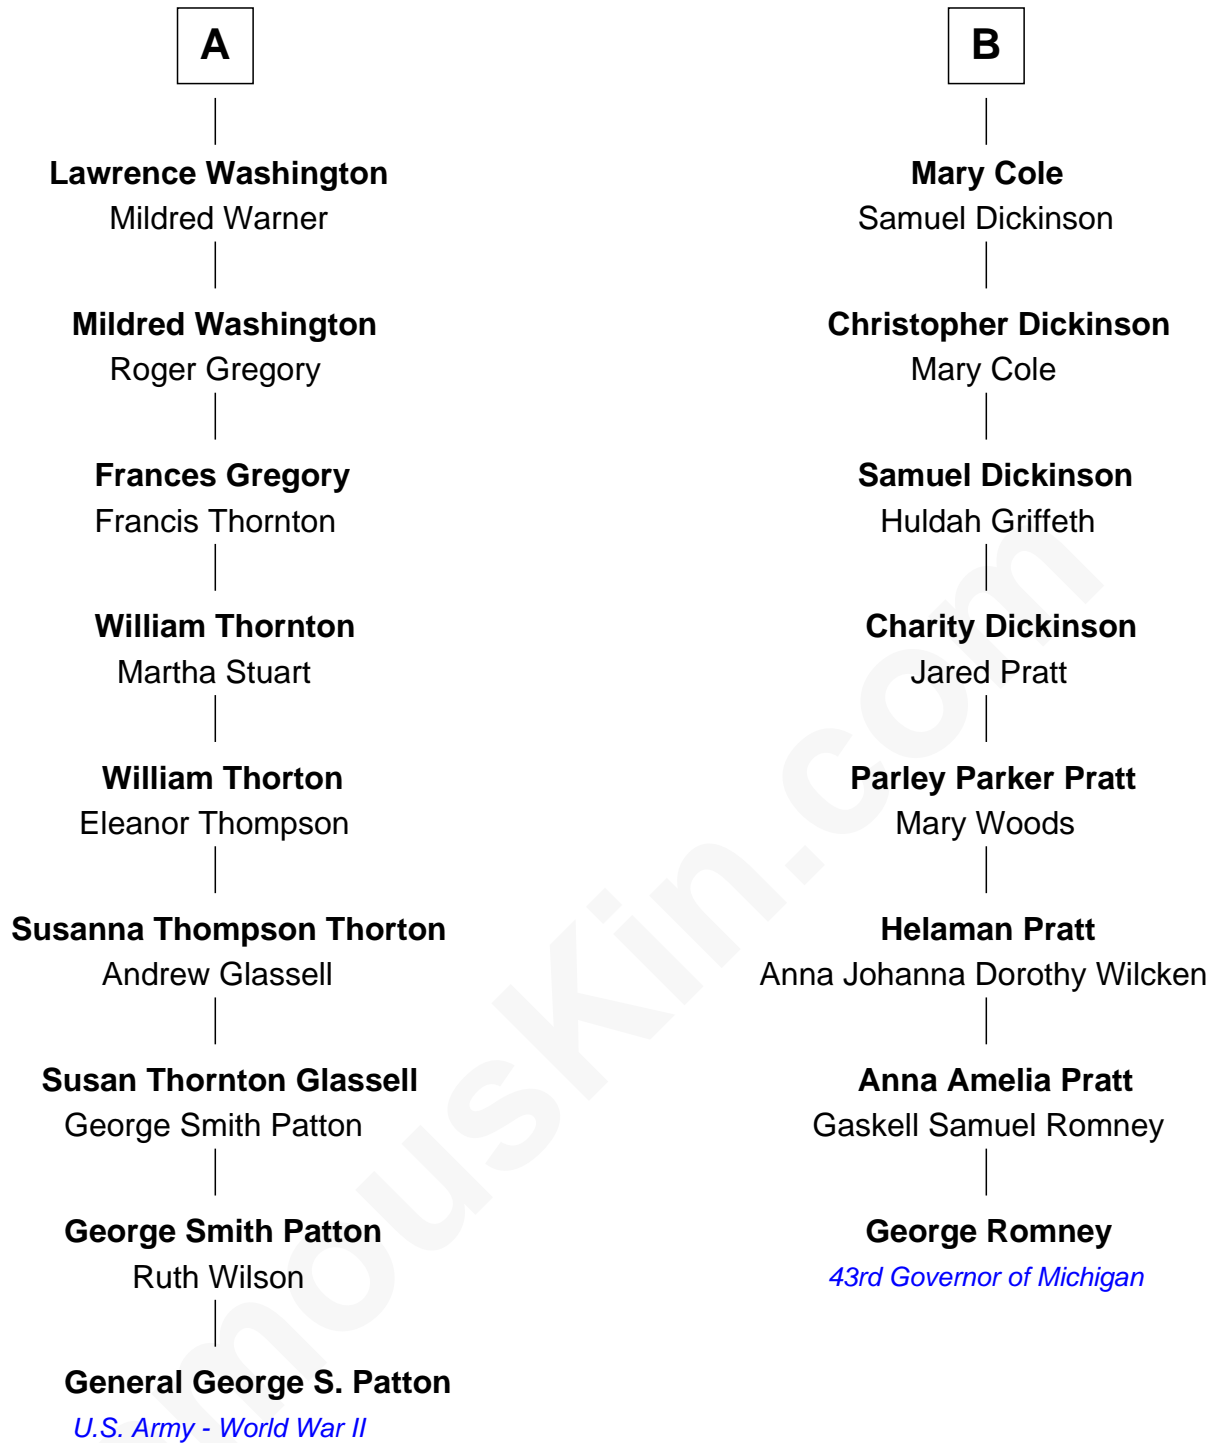 A
Lawrence Washington
Mildred Warner
Mildred Washington
Roger Gregory
Frances Gregory
Francis Thornton
William Thornton
Martha Stuart
William Thorton
Eleanor Thompson
Susanna Thompson Thorton
Andrew Glassell
Susan Thornton Glassell
George Smith Patton
George Smith Patton
Ruth Wilson
General George S. Patton
U.S. Army - World War II
B
Mary Cole
Samuel Dickinson
Christopher Dickinson
Mary Cole
Samuel Dickinson
Huldah Griffeth
Charity Dickinson
Jared Pratt
Parley Parker Pratt
Mary Woods
Helaman Pratt
Anna Johanna Dorothy Wilcken
Anna Amelia Pratt
Gaskell Samuel Romney
George Romney
43rd Governor of Michigan
mousKin.com